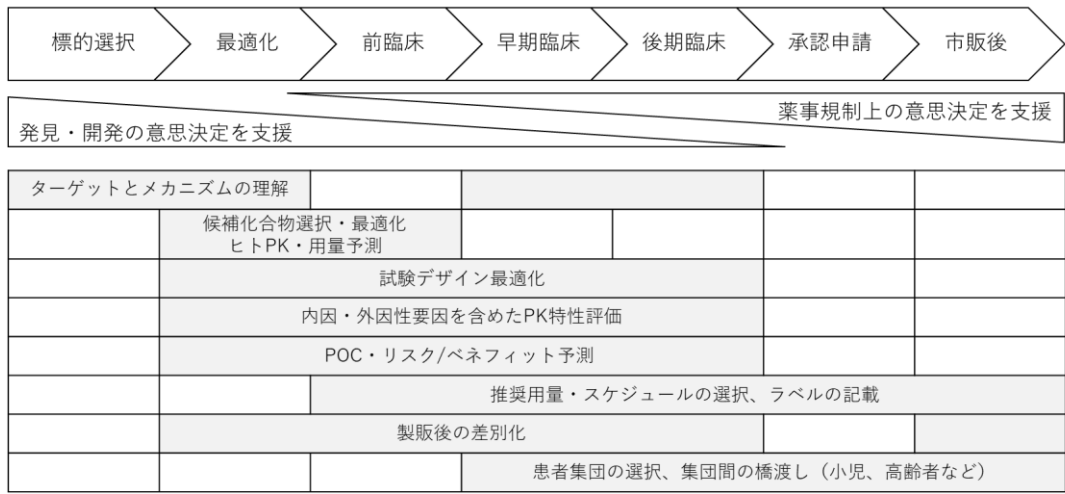 標的選択
最適化
前臨床
早期臨床
後期臨床
承認申請
市販後
薬事規制上の意思決定を支援
発見・開発の意思決定を支援
ターゲットとメカニズムの理解
候補化合物選択・最適化
ヒトPK・用量予測
試験デザイン最適化
内因・外因性要因を含めたPK特性評価
POC・リスク/ベネフィット予測
推奨用量・スケジュールの選択、ラベルの記載
製販後の差別化
患者集団の選択、集団間の橋渡し（小児、高齢者など）